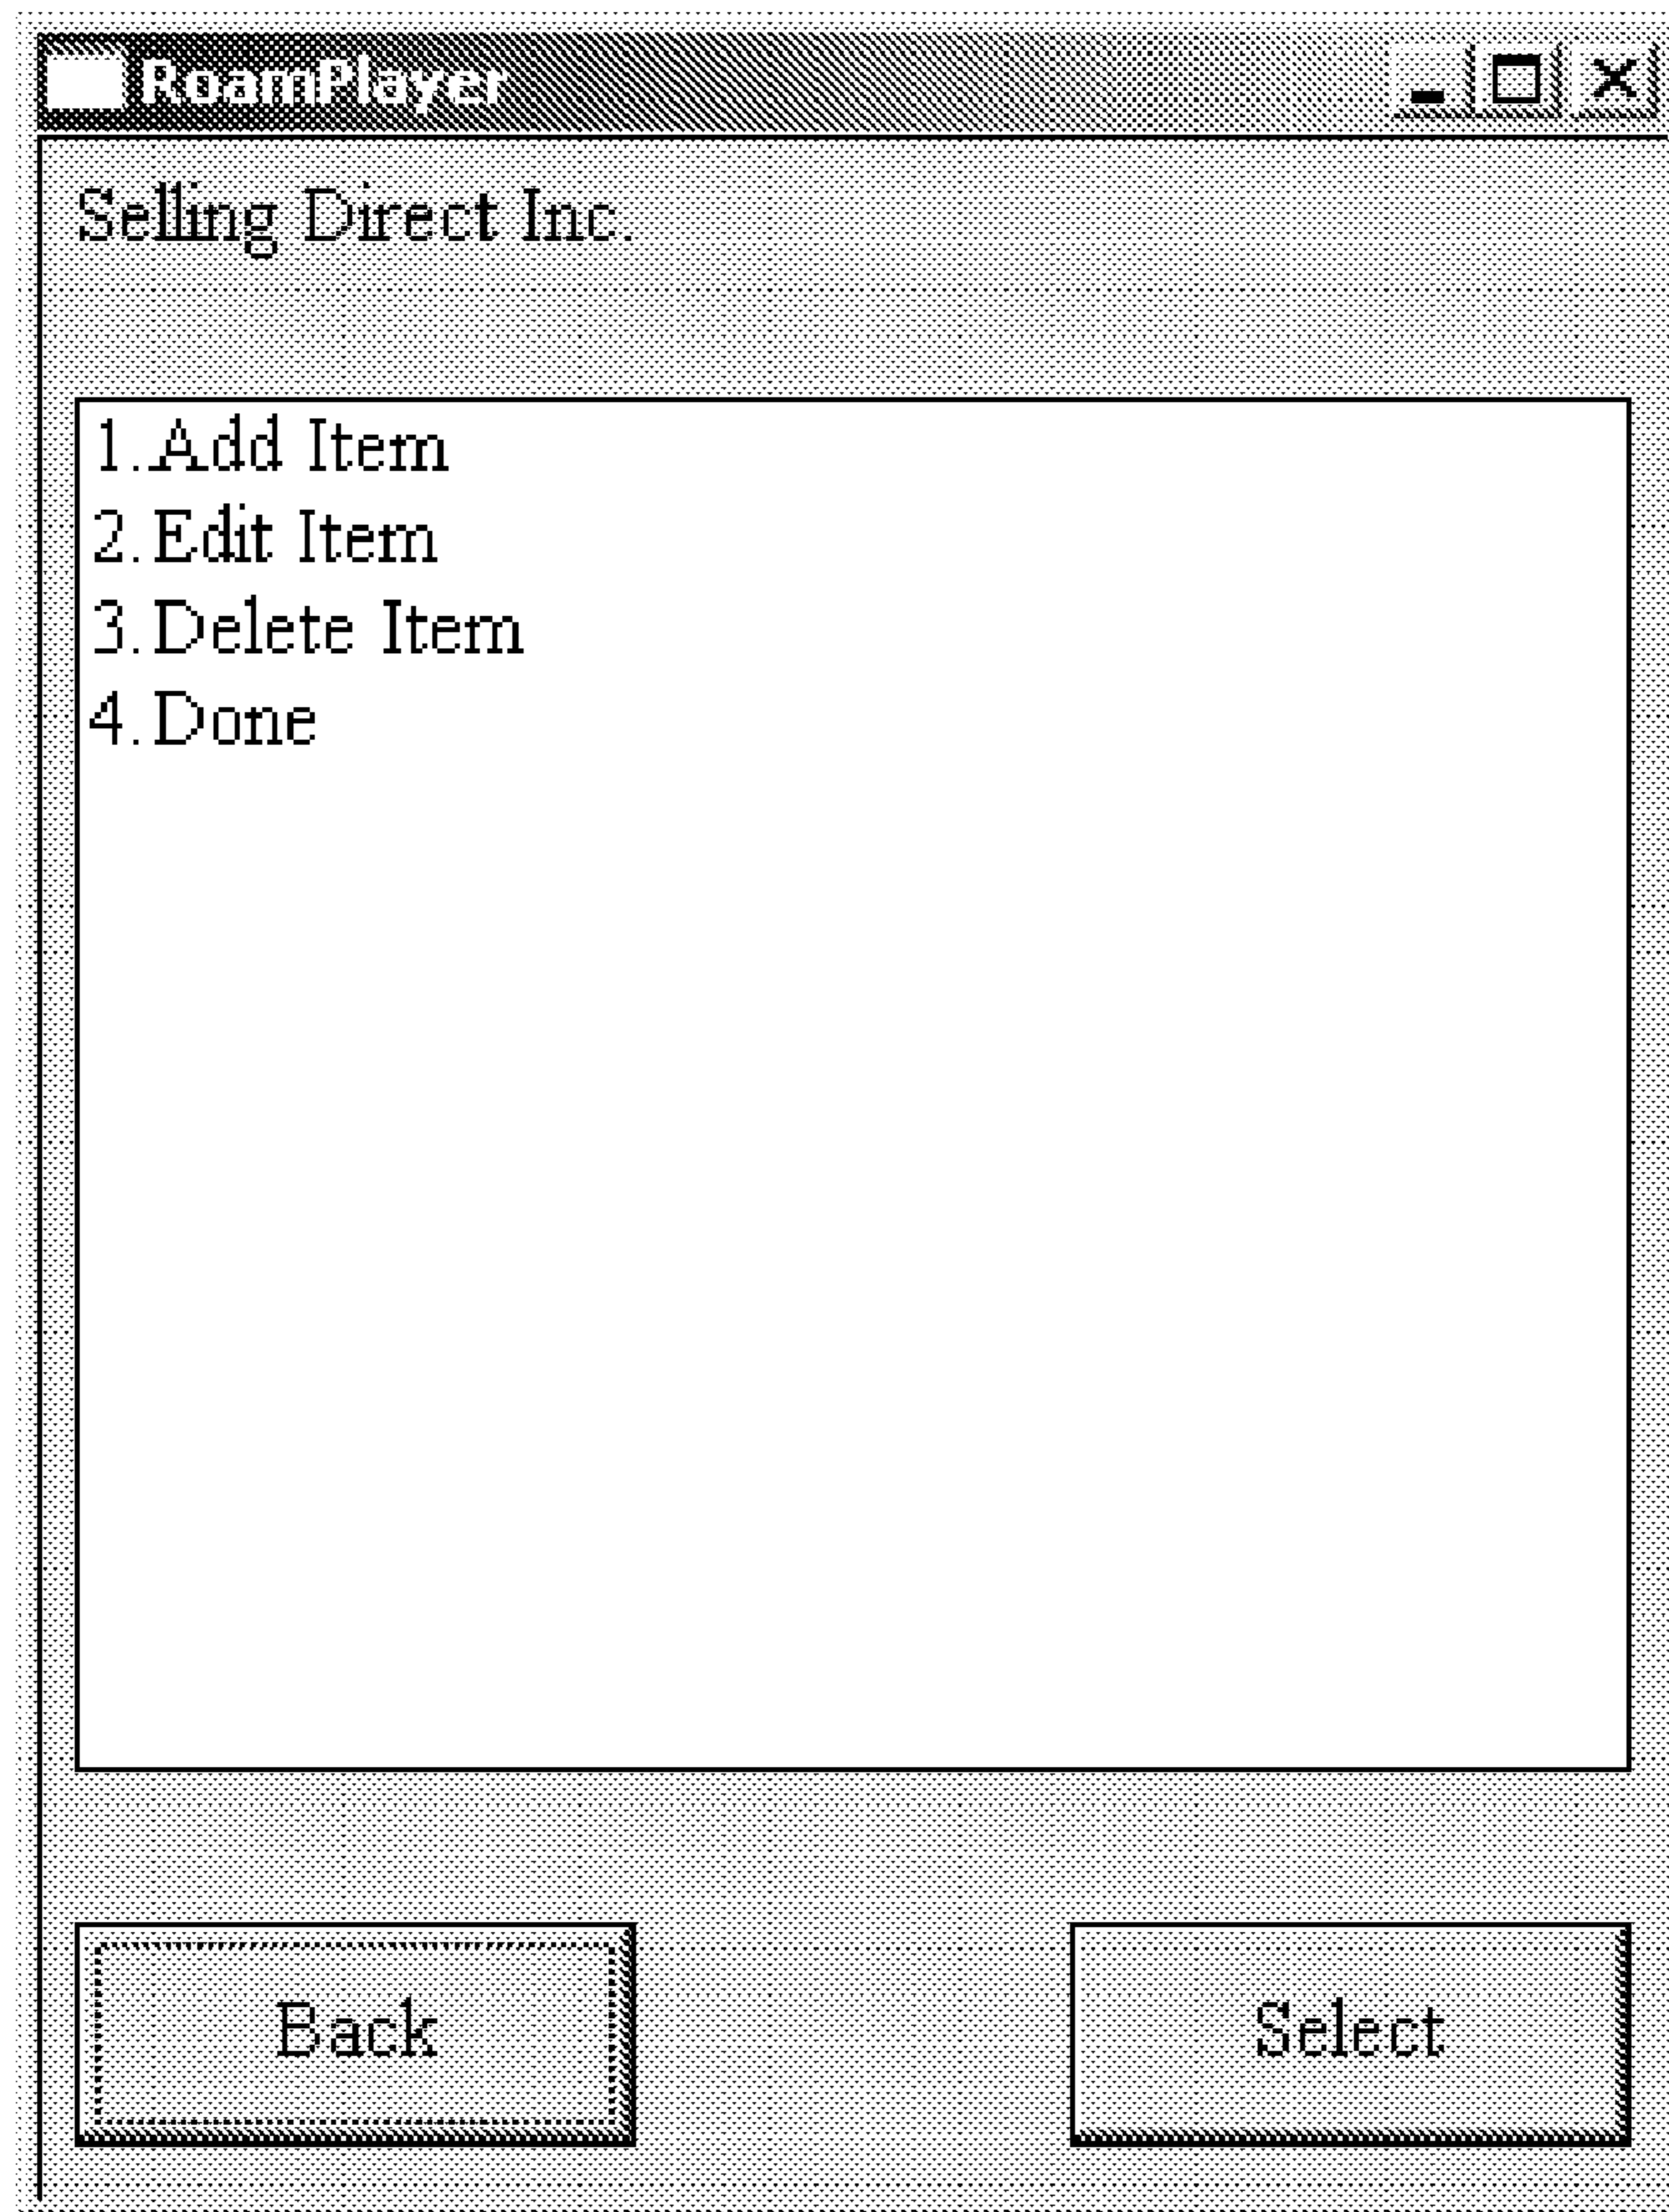 RoamPlayer
Selling Direct Inc.
1.Add Item
2.Edit Item
3.Delete Item
4.Done
Back
Select